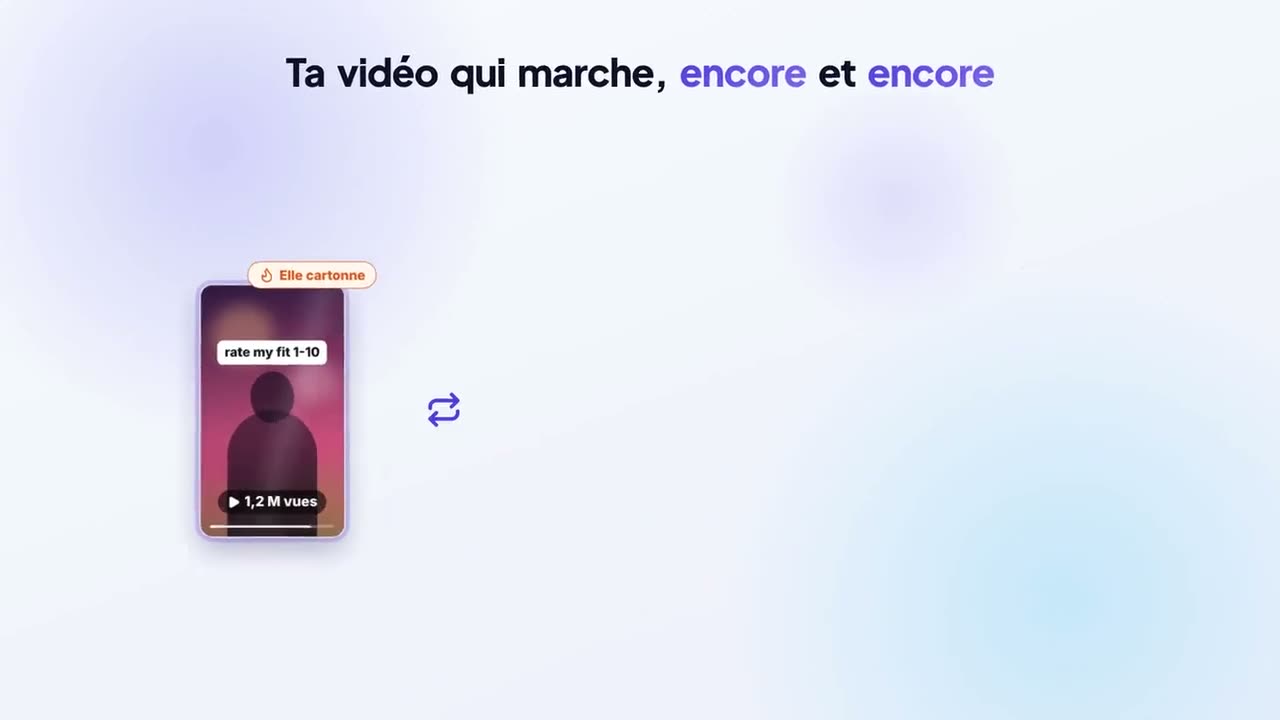 Ta vidéo qui marche, encore et encore
Elle cartonne
rate my fit 1-10
1,2 M vues